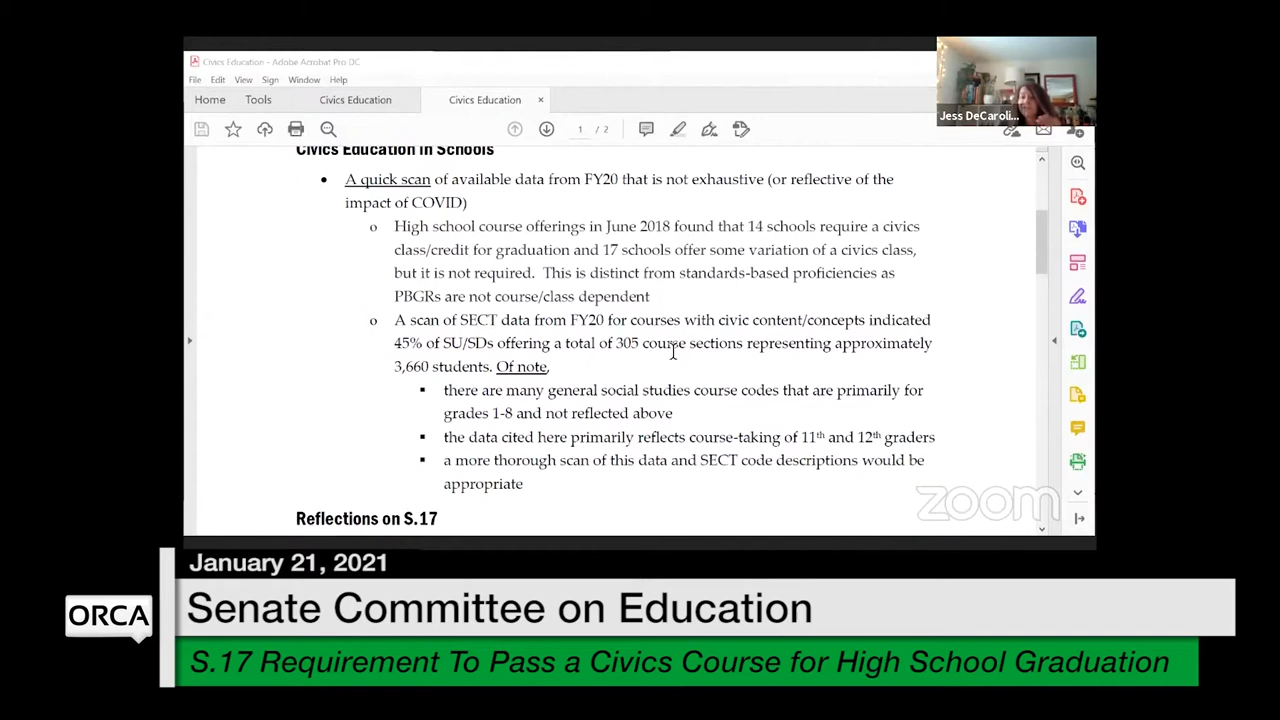 Civics Education - Adobe Acrobat Pro DC
File Edit View Sign Window Help
Home Tools Civics Education Civics Education ×
1 / 2
Jess DeCaroli...
Civics Education in Schools
• A quick scan of available data from FY20 that is not exhaustive (or reflective of the
impact of COVID)
o High school course offerings in June 2018 found that 14 schools require a civics
class/credit for graduation and 17 schools offer some variation of a civics class,
but it is not required. This is distinct from standards-based proficiencies as
PBGRs are not course/class dependent
o A scan of SECT data from FY20 for courses with civic content/concepts indicated
45% of SU/SDs offering a total of 305 course sections representing approximately
3,660 students. Of note,
▪ there are many general social studies course codes that are primarily for
grades 1-8 and not reflected above
▪ the data cited here primarily reflects course-taking of 11th and 12th graders
▪ a more thorough scan of this data and SECT code descriptions would be
appropriate
Reflections on S.17
zoom
January 21, 2021
ORCA
Senate Committee on Education
S.17 Requirement To Pass a Civics Course for High School Graduation